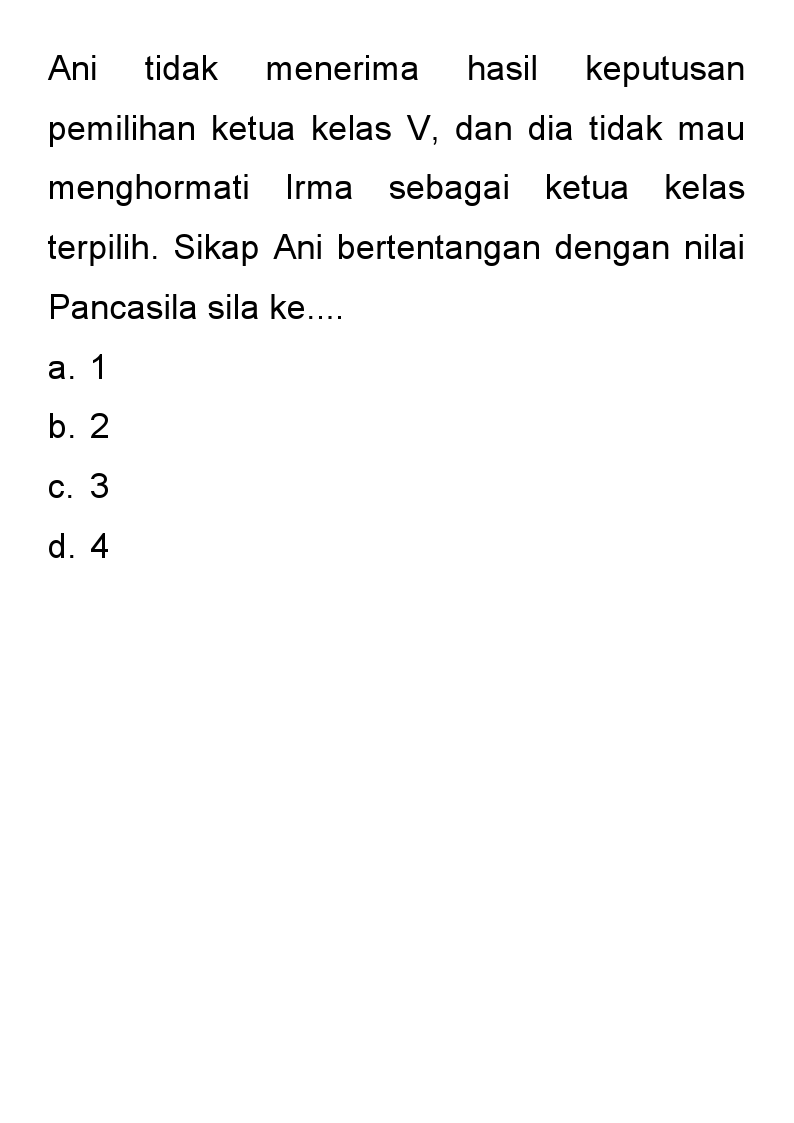 Ani tidak menerima hasil keputusan
pemilihan ketua kelas V, dan dia tidak mau
menghormati Irma sebagai ketua kelas
terpilih. Sikap Ani bertentangan dengan nilai
Pancasila sila ke....
a. 1
b. 2
c. 3
d. 4